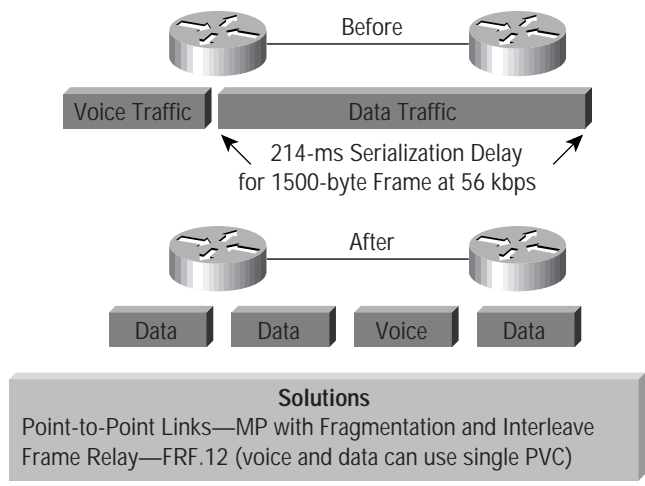 Before
Voice Traffic
Data Traffic
214-ms Serialization Delay
for 1500-byte Frame at 56 kbps
After
Data
Data
Voice
Data
Solutions
Point-to-Point Links—MP with Fragmentation and Interleave
Frame Relay—FRF.12 (voice and data can use single PVC)